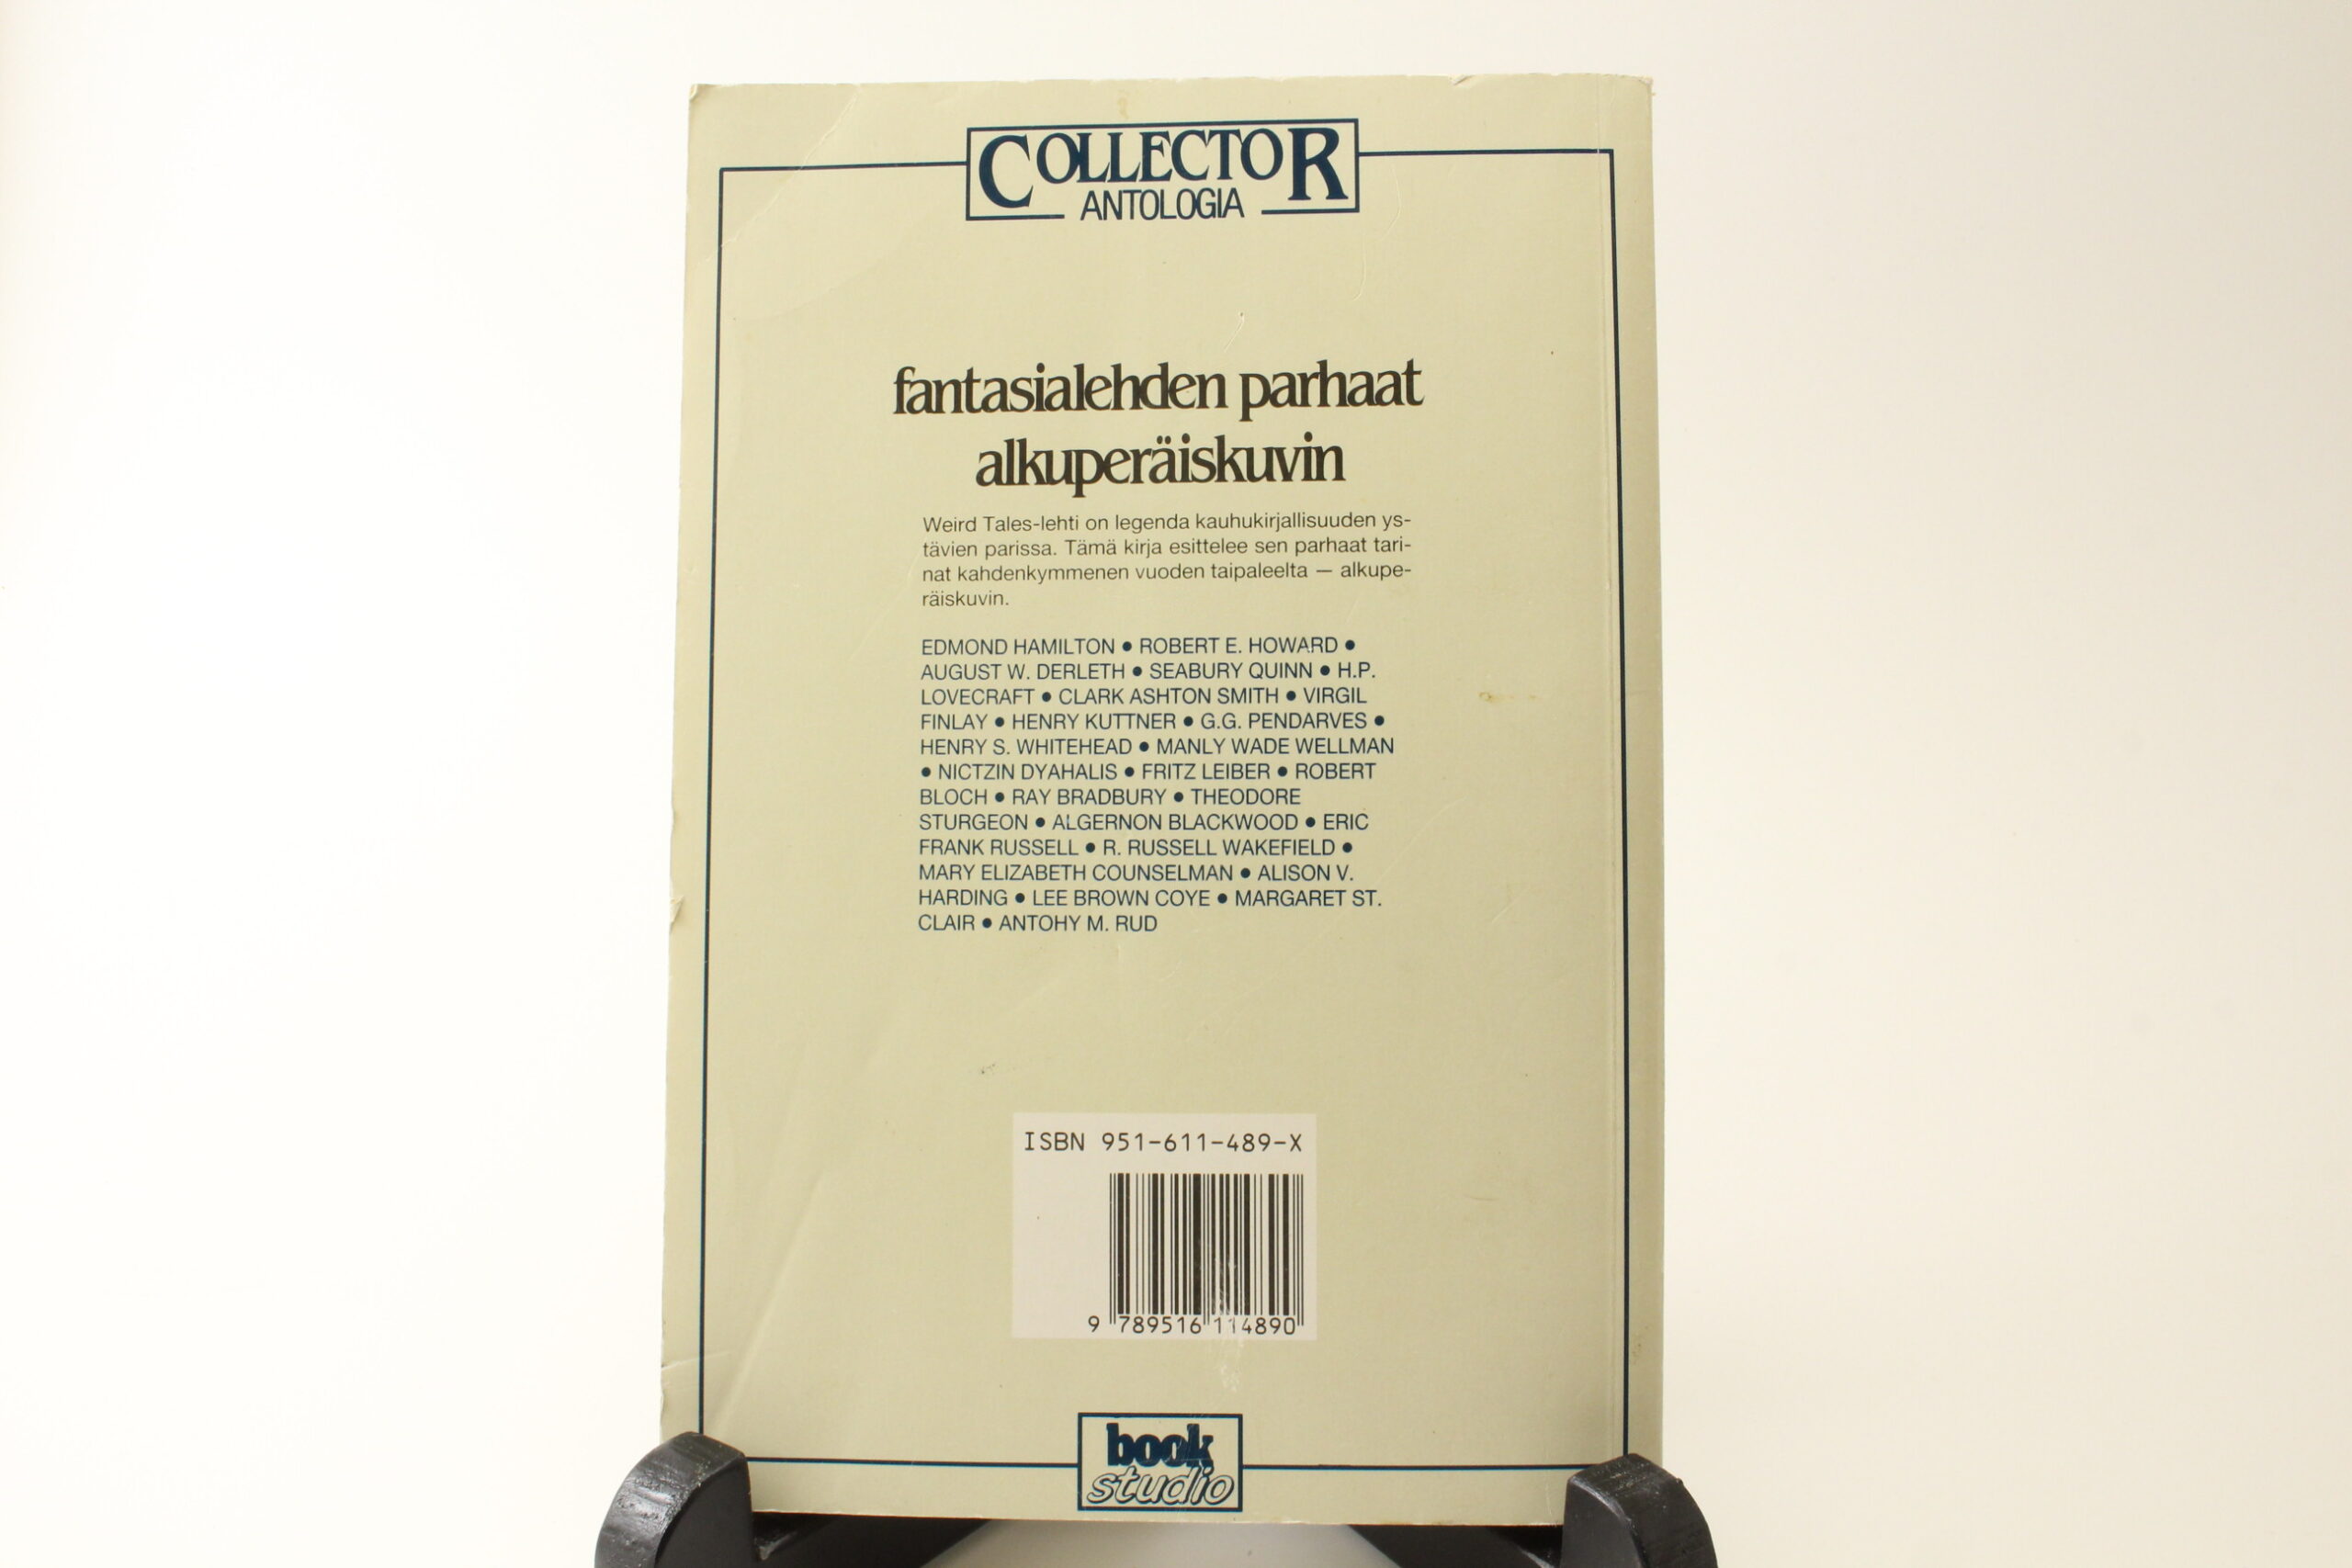 COLLECTOR
ANTOLOGIA
fantasialehden parhaat
alkuperäiskuvin
Weird Tales-lehti on legenda kauhukirjallisuuden ys-
tävien parissa. Tämä kirja esittelee sen parhaat tari-
nat kahdenkymmenen vuoden taipaleelta — alkupe-
räiskuvin.
EDMOND HAMILTON ● ROBERT E. HOWARD ●
AUGUST W. DERLETH ● SEABURY QUINN ● H.P.
LOVECRAFT ● CLARK ASHTON SMITH ● VIRGIL
FINLAY ● HENRY KUTTNER ● G.G. PENDARVES ●
HENRY S. WHITEHEAD ● MANLY WADE WELLMAN
● NICTZIN DYAHALIS ● FRITZ LEIBER ● ROBERT
BLOCH ● RAY BRADBURY ● THEODORE
STURGEON ● ALGERNON BLACKWOOD ● ERIC
FRANK RUSSELL ● R. RUSSELL WAKEFIELD ●
MARY ELIZABETH COUNSELMAN ● ALISON V.
HARDING ● LEE BROWN COYE ● MARGARET ST.
CLAIR ● ANTOHY M. RUD
ISBN 951-611-489-X
9 789516 114890
book
studio